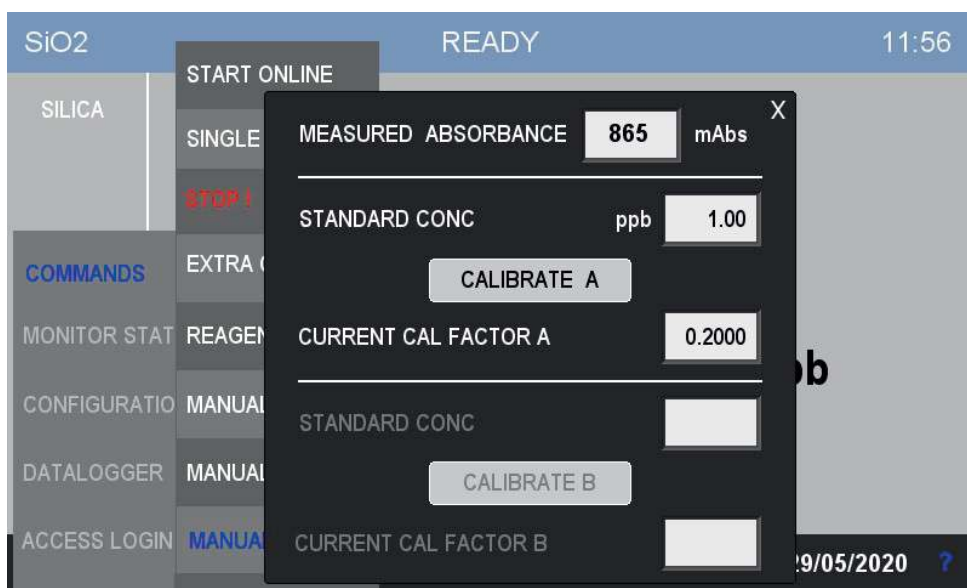 SiO2 READY 11:56
START ONLINE
SILICA
SINGLE
STOP !
EXTRA
COMMANDS
MONITOR STAT
REAGEN
CONFIGURATIO
MANUAL
DATALOGGER
MANUAL
ACCESS LOGIN
MANUA
X
MEASURED ABSORBANCE 865 mAbs
STANDARD CONC ppb 1.00
CALIBRATE A
CURRENT CAL FACTOR A 0.2000
STANDARD CONC
CALIBRATE B
CURRENT CAL FACTOR B
b
9/05/2020 ?